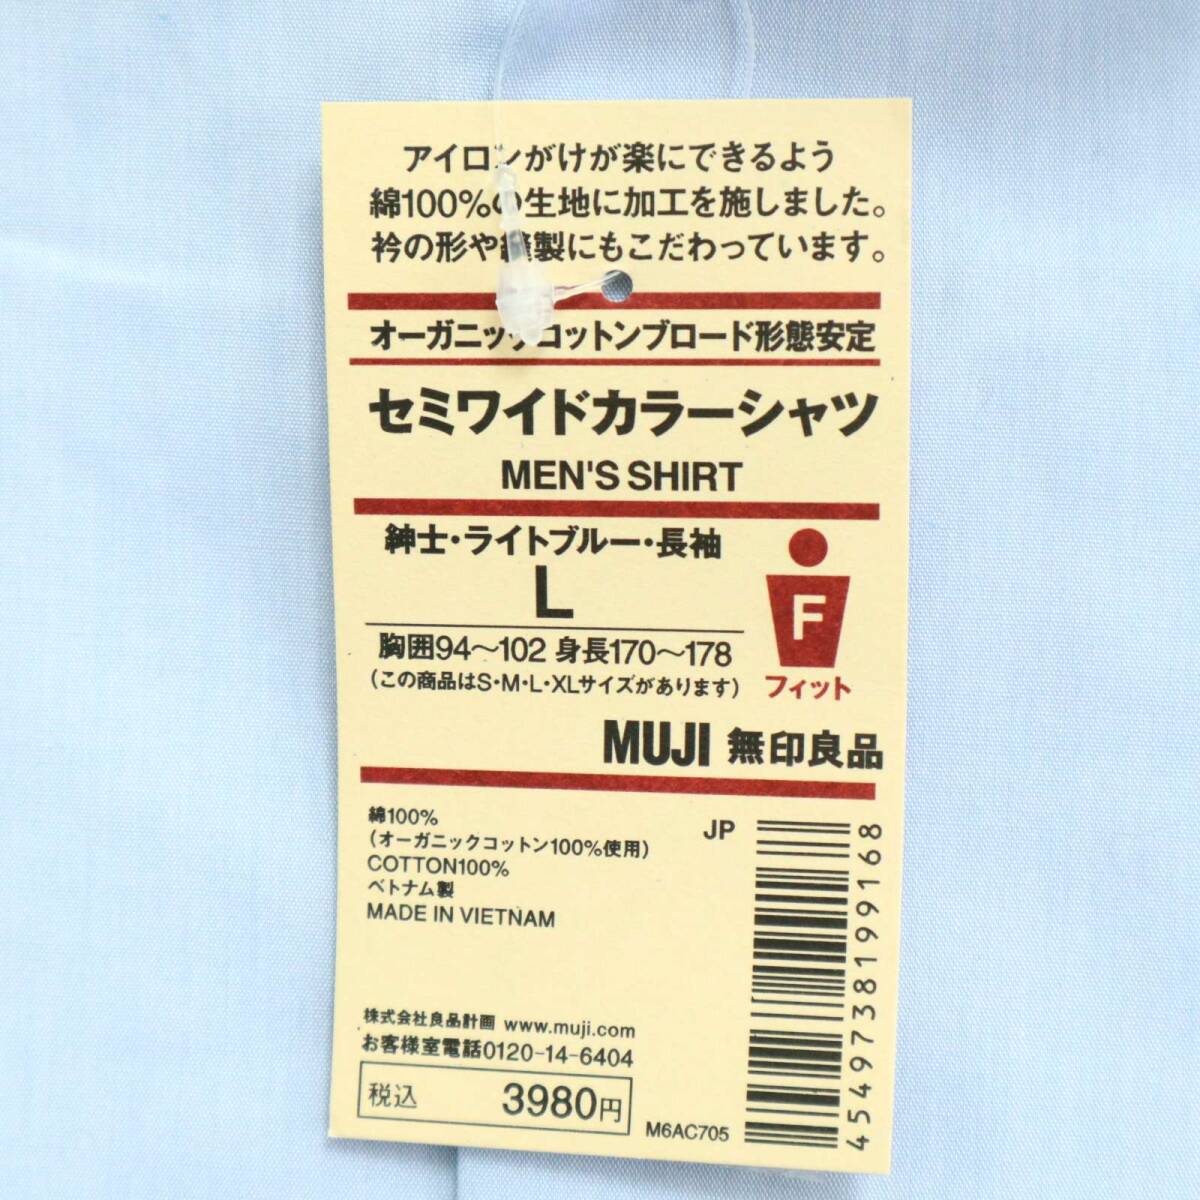 アイロンがけが楽にできるよう
綿100%の生地に加工を施しました。
衿の形や縫製にもこだわっています。
オーガニックコットンブロード形態安定
セミワイドカラーシャツ
MEN'S SHIRT
紳士・ライトブルー・長袖
L
胸囲94～102 身長170～178
(この商品はS・M・L・XLサイズがあります)
F
フィット
MUJI 無印良品
綿100%
(オーガニックコットン100%使用)
COTTON100%
ベトナム製
MADE IN VIETNAM
JP
4549738199168
株式会社良品計画 www.muji.com
お客様室電話0120-14-6404
税込 3980円
M6AC705